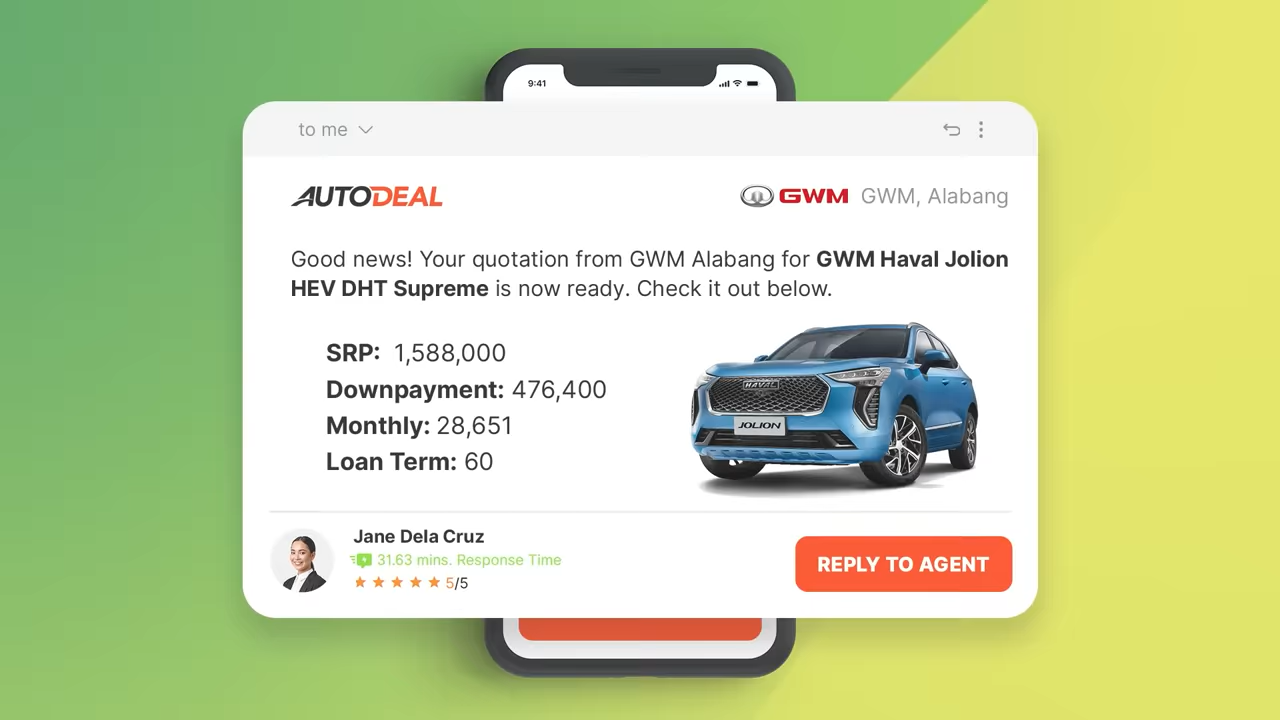 9:41
to me
AUTODEAL
GWM GWM, Alabang
Good news! Your quotation from GWM Alabang for GWM Haval Jolion
HEV DHT Supreme is now ready. Check it out below.
SRP: 1,588,000
Downpayment: 476,400
Monthly: 28,651
Loan Term: 60
HAVAL
JOLION
Jane Dela Cruz
31.63 mins. Response Time
5/5
REPLY TO AGENT